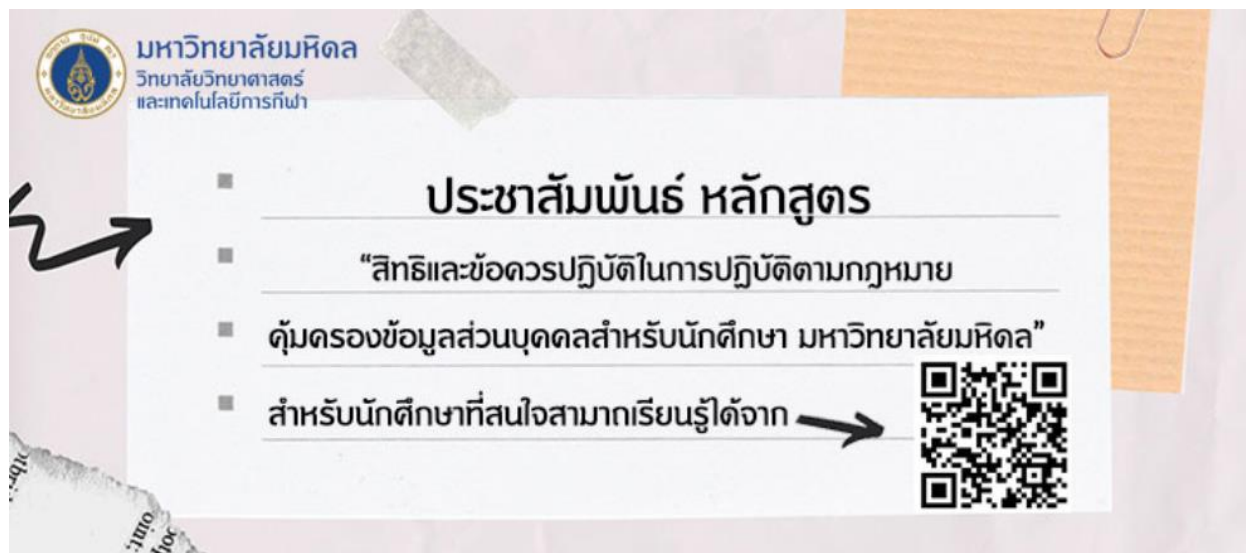 มหาวิทยาลัยมหิดล
วิทยาลัยวิทยาศาสตร์
และเทคโนโลยีการกีฬา
ประชาสัมพันธ์ หลักสูตร
“สิทธิและข้อควรปฏิบัติในการปฏิบัติตามกฎหมาย
คุ้มครองข้อมูลส่วนบุคคลสำหรับนักศึกษา มหาวิทยาลัยมหิดล”
สำหรับนักศึกษาที่สนใจสามาถเรียนรู้ได้จาก